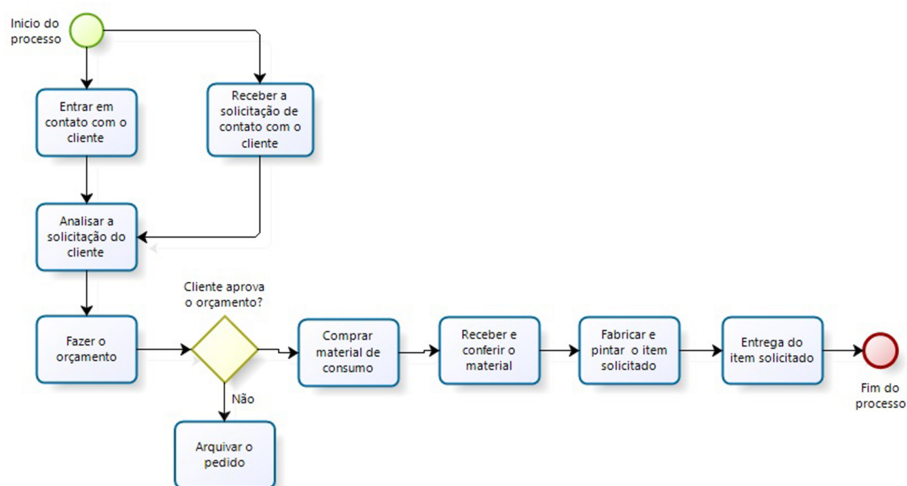 Inicio do
processo
Entrar em
contato com o
cliente
Receber a
solicitação de
contato com o
cliente
Analisar a
solicitação do
cliente
Fazer o
orçamento
Cliente aprova
o orçamento?
Não
Arquivar o
pedido
Comprar
material de
consumo
Receber e
conferir o
material
Fabricar e
pintar o item
solicitado
Entrega do
item solicitado
Fim do
processo